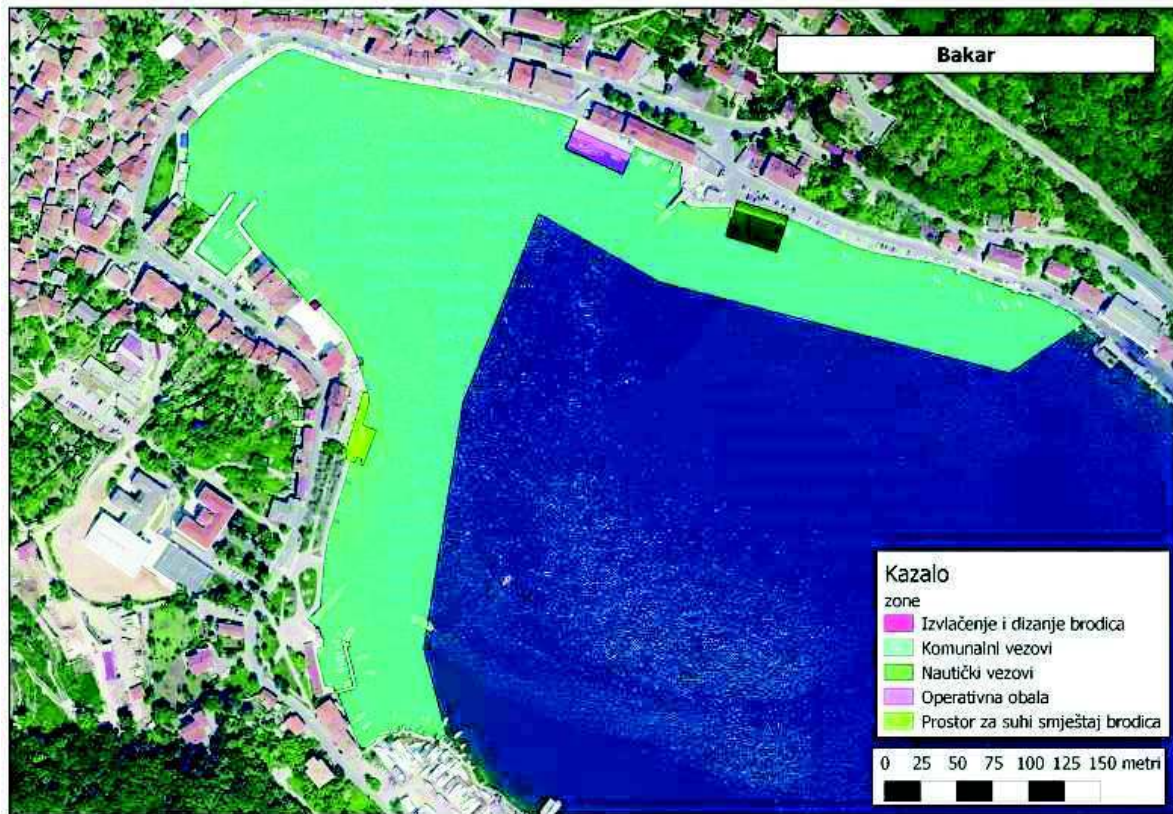 Bakar
Kazalo
zone
Izvlačenje i dizanje brodica
Komunalni vezovi
Nautički vezovi
Operativna obala
Prostor za suhi smještaj brodica
0 25 50 75 100 125 150 metri